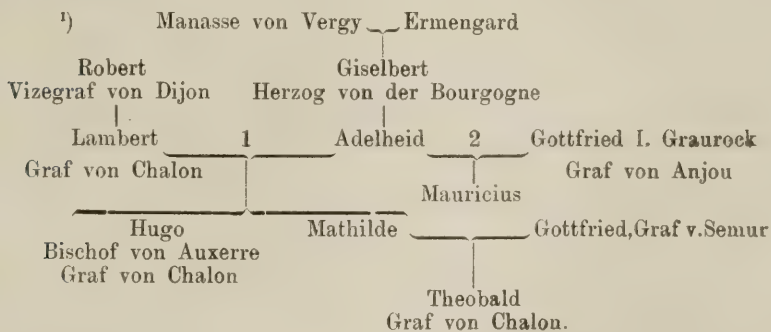 ¹) Manasse von Vergy Ermengard
Robert Giselbert
Vizegraf von Dijon Herzog von der Bourgogne
Lambert 1 Adelheid 2 Gottfried I. Graurock
Graf von Chalon Graf von Anjou
Mauricius
Hugo Mathilde Gottfried, Graf v. Semur
Bischof von Auxerre
Graf von Chalon
Theobald
Graf von Chalon.